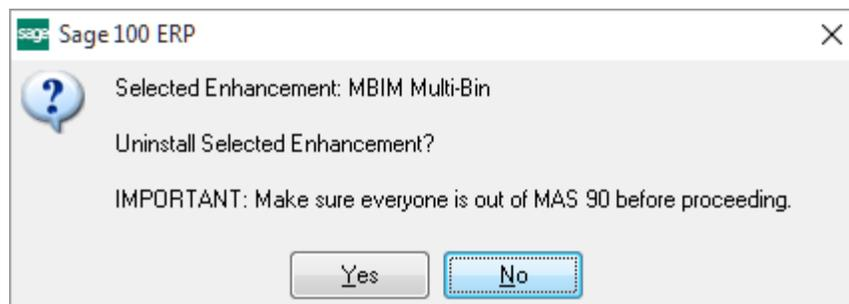 sage Sage 100 ERP
Selected Enhancement: MBIM Multi-Bin
Uninstall Selected Enhancement?
IMPORTANT: Make sure everyone is out of MAS 90 before proceeding.
Yes No